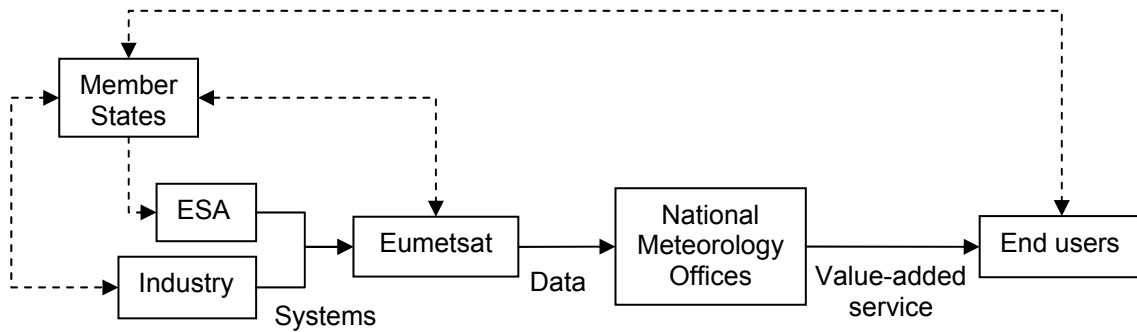 Member
States
ESA
Industry
Systems
Eumetsat
Data
National
Meteorology
Offices
Value-added
service
End users